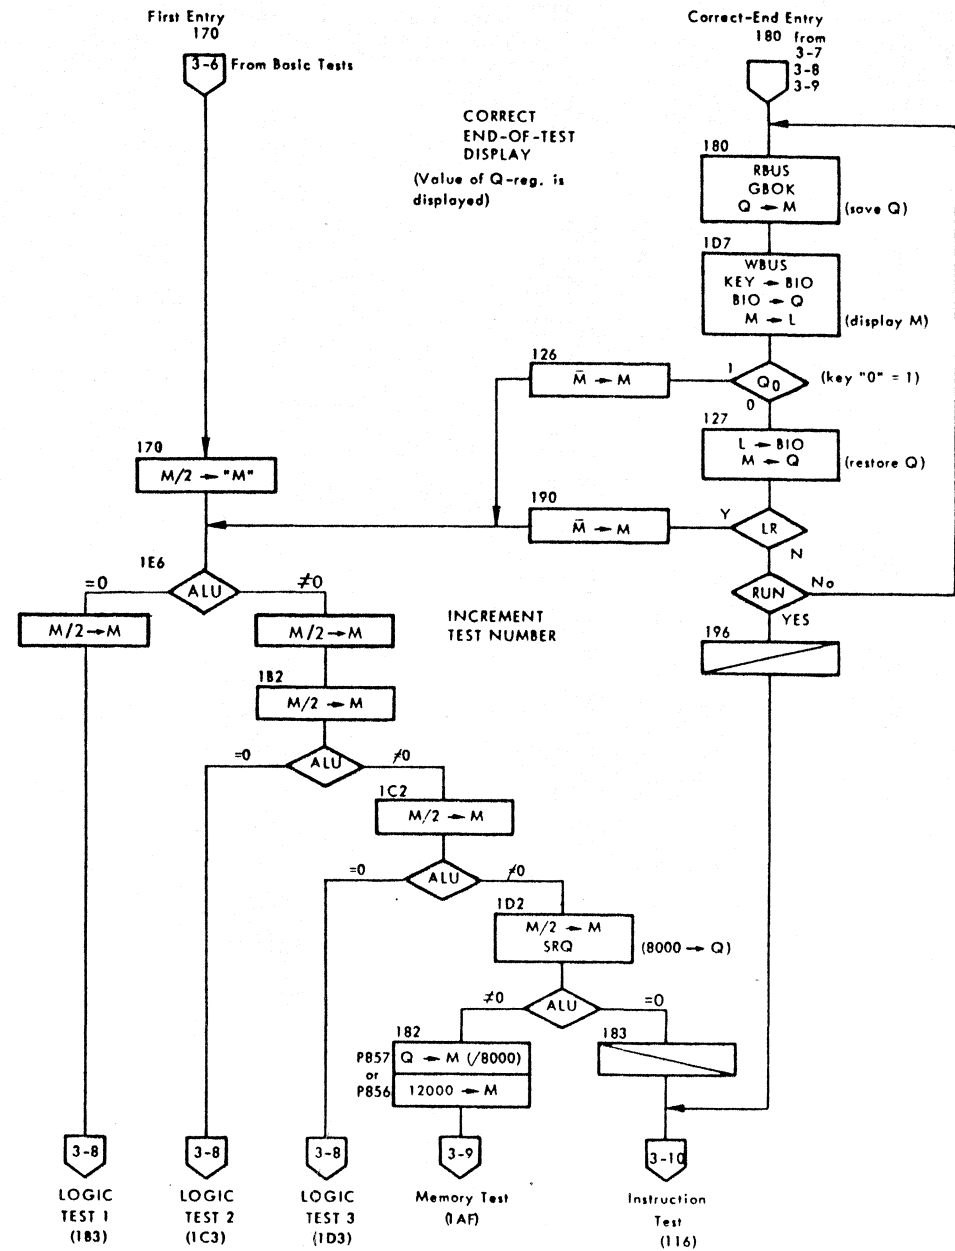 First Entry
170
3-6 From Basic Tests
Correct-End Entry
180 from
3-7
3-8
3-9
CORRECT
END-OF-TEST
DISPLAY
(Value of Q-reg. is
displayed)
180
RBUS
GBOK
Q → M
(save Q)
1D7
WBUS
KEY → BIO
BIO → Q
M → L
(display M)
126
M̄ → M
1
Q0
(key "0" = 1)
0
127
L → BIO
M → Q
(restore Q)
170
M/2 → "M"
190
M̄ → M
Y
LR
N
1E6
=0
ALU
≠0
RUN
No
YES
M/2 → M
M/2 → M
INCREMENT
TEST NUMBER
196
1B2
M/2 → M
=0
ALU
≠0
1C2
M/2 → M
=0
ALU
≠0
1D2
M/2 → M
SRQ
(8000 → Q)
≠0
ALU
=0
182
183
P857
or
P856
Q → M (/8000)
12000 → M
3-8
3-8
3-8
3-9
3-10
LOGIC
TEST 1
(1B3)
LOGIC
TEST 2
(1C3)
LOGIC
TEST 3
(1D3)
Memory Test
(1AF)
Instruction
Test
(116)